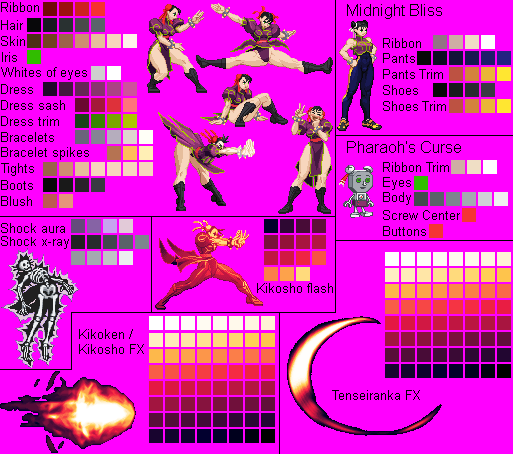 Ribbon
Hair
Skin
Iris
Whites of eyes
Dress
Dress sash
Dress trim
Bracelets
Bracelet spikes
Tights
Boots
Blush
Midnight Bliss
Ribbon
Pants
Pants Trim
Shoes
Shoes Trim
Pharaoh's Curse
Ribbon Trim
Eyes
Body
Screw Center
Buttons
Shock aura
Shock x-ray
Kikosho flash
Kikoken /
Kikosho FX
Tenseiranka FX